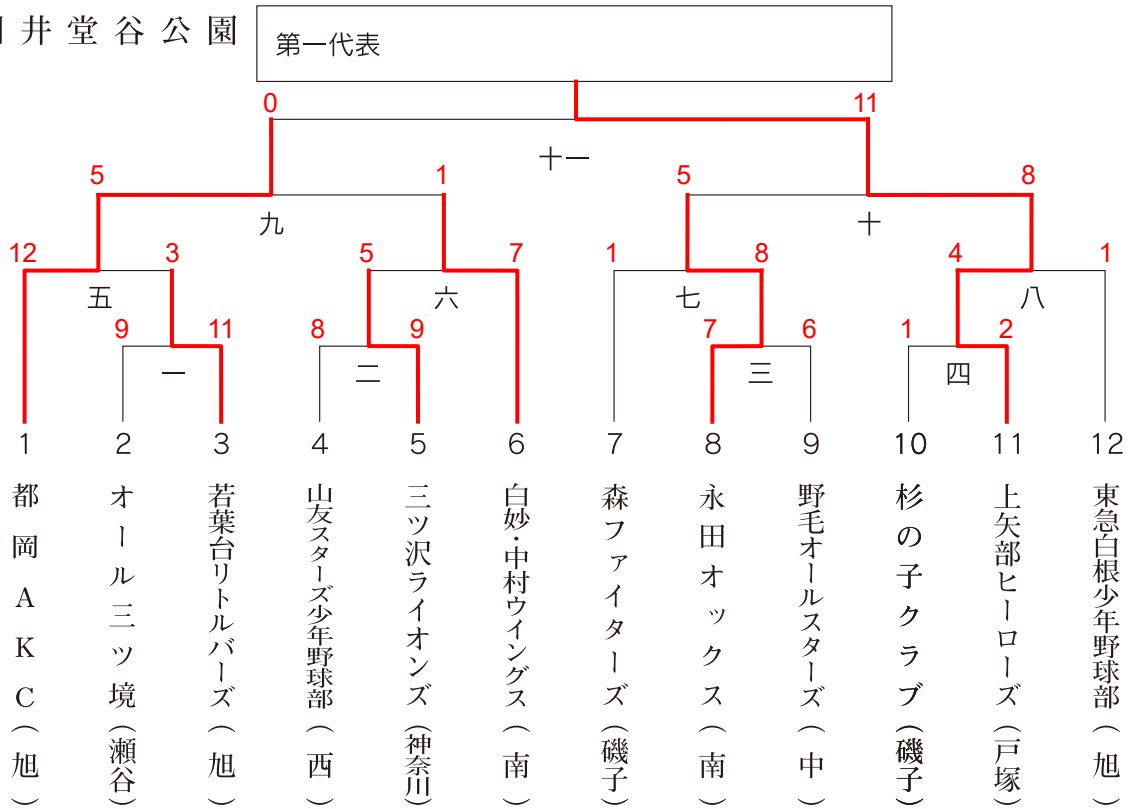 井堂谷公園
第一代表
0 11
十一
5 1 5 8
九 十
12 3 5 7 1 8 4 1
五 六 七 八
9 11 8 9 7 6 1 2
一 二 三 四
1 2 3 4 5 6 7 8 9 10 11 12
都岡AKC(旭)
オール三ツ境(瀬谷)
若葉台リトルバーズ(旭)
山友スターズ少年野球部(西)
三ツ沢ライオンズ(神奈川)
白妙・中村ウイングス(南)
森ファイターズ(磯子)
永田オックス(南)
野毛オールスターズ(中)
杉の子クラブ(磯子)
上矢部ヒーローズ(戸塚)
東急白根少年野球部(旭)